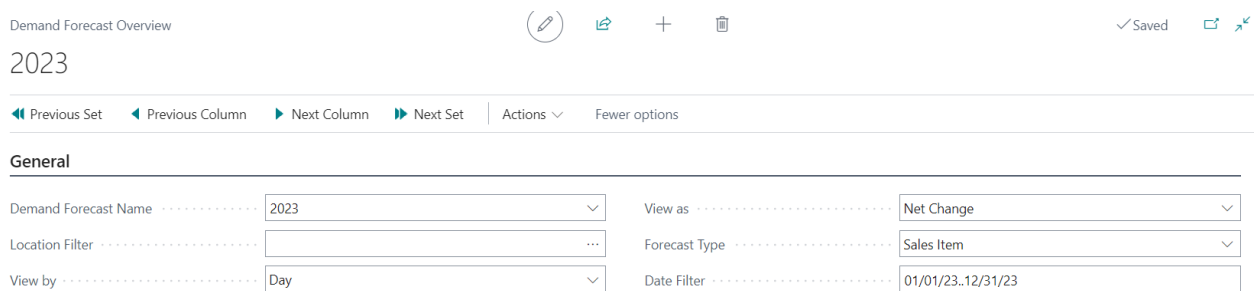 Demand Forecast Overview
Saved
2023
Previous Set Previous Column Next Column Next Set Actions Fewer options
General
Demand Forecast Name 2023 View as Net Change
Location Filter Forecast Type Sales Item
View by Day Date Filter 01/01/23..12/31/23